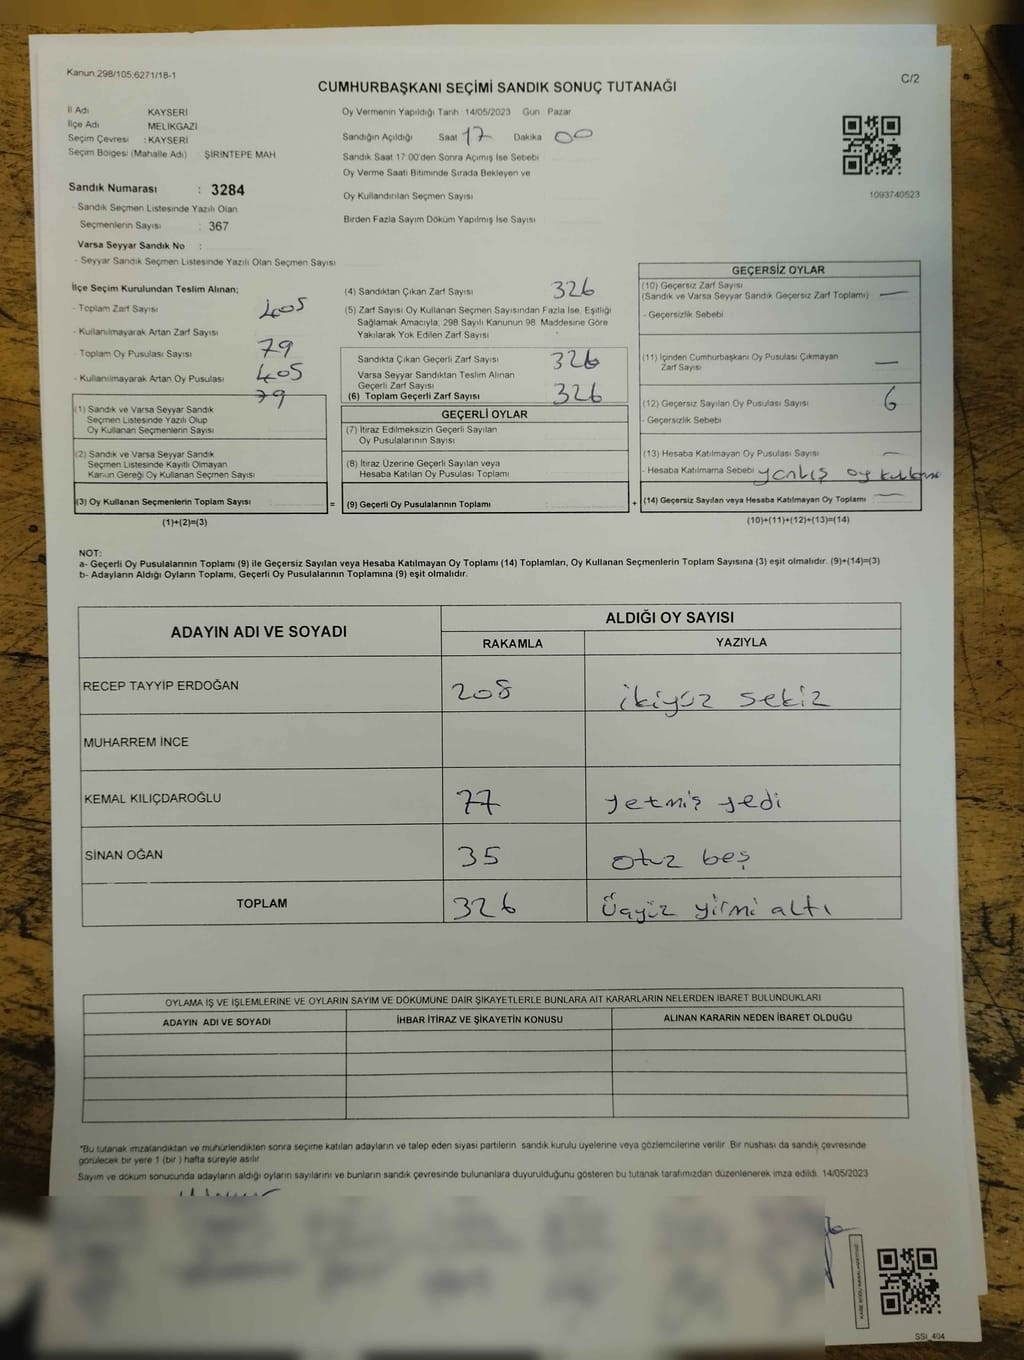 Kanun:298/105,6271/18-1
C/2
CUMHURBAŞKANI SEÇİMİ SANDIK SONUÇ TUTANAĞI
İl Adı KAYSERİ
İlçe Adı MELİKGAZİ
Seçim Çevresi : KAYSERİ
Seçim Bölgesi (Mahalle Adı) ŞİRİNTEPE MAH
Oy Vermenin Yapıldığı Tarih 14/05/2023 Gün Pazar
Sandığın Açıldığı Saat 17 Dakika 00
Sandık Saat 17:00'den Sonra Açımış İse Sebebi
Oy Verme Saati Bitiminde Sırada Bekleyen ve
Oy Kullandırılan Seçmen Sayısı
Birden Fazla Sayım Döküm Yapılmış İse Sayısı
1093740523
Sandık Numarası : 3284
- Sandık Seçmen Listesinde Yazılı Olan
Seçmenlerin Sayısı : 367
Varsa Seyyar Sandık No :
- Seyyar Sandık Seçmen Listesinde Yazılı Olan Seçmen Sayısı
İlçe Seçim Kurulundan Teslim Alınan;
- Toplam Zarf Sayısı 405
- Kullanılmayarak Artan Zarf Sayısı 79
- Toplam Oy Pusulası Sayısı 405
- Kullanılmayarak Artan Oy Pusulası 79
(1) Sandık ve Varsa Seyyar Sandık
Seçmen Listesinde Yazılı Olup
Oy Kullanan Seçmenlerin Sayısı
(2) Sandık ve Varsa Seyyar Sandık
Seçmen Listesinde Kayıtlı Olmayan
Kanun Gereği Oy Kullanan Seçmen Sayısı
(3) Oy Kullanan Seçmenlerin Toplam Sayısı
(1)+(2)=(3)
=
(4) Sandıktan Çıkan Zarf Sayısı 326
(5) Zarf Sayısı Oy Kullanan Seçmen Sayısından Fazla İse, Eşitliği
Sağlamak Amacıyla, 298 Sayılı Kanunun 98. Maddesine Göre
Yakılarak Yok Edilen Zarf Sayısı
Sandıkta Çıkan Geçerli Zarf Sayısı 326
Varsa Seyyar Sandıktan Teslim Alınan
Geçerli Zarf Sayısı
(6) Toplam Geçerli Zarf Sayısı 326
GEÇERLİ OYLAR
(7) İtiraz Edilmeksizin Geçerli Sayılan
Oy Pusulalarının Sayısı
(8) İtiraz Üzerine Geçerli Sayılan veya
Hesaba Katılan Oy Pusulası Toplamı
(9) Geçerli Oy Pusulalarının Toplamı
+
GEÇERSİZ OYLAR
(10) Geçersiz Zarf Sayısı
(Sandık ve Varsa Seyyar Sandık Geçersiz Zarf Toplamı) —
- Geçersizlik Sebebi
(11) İçinden Cumhurbaşkanı Oy Pusulası Çıkmayan
Zarf Sayısı —
(12) Geçersiz Sayılan Oy Pusulası Sayısı 6
- Geçersizlik Sebebi
(13) Hesaba Katılmayan Oy Pusulası Sayısı —
- Hesaba Katılmama Sebebi yanlış oy
(14) Geçersiz Sayılan veya Hesaba Katılmayan Oy Toplamı —
(10)+(11)+(12)+(13)=(14)
NOT:
a- Geçerli Oy Pusulalarının Toplamı (9) ile Geçersiz Sayılan veya Hesaba Katılmayan Oy Toplamı (14) Toplamları, Oy Kullanan Seçmenlerin Toplam Sayısına (3) eşit olmalıdır. (9)+(14)=(3)
b- Adayların Aldığı Oyların Toplamı, Geçerli Oy Pusulalarının Toplamına (9) eşit olmalıdır.
ADAYIN ADI VE SOYADI ALDIĞI OY SAYISI
RAKAMLA YAZIYLA
RECEP TAYYİP ERDOĞAN 208 ikiyüz sekiz
MUHARREM İNCE
KEMAL KILIÇDAROĞLU 77 yetmiş yedi
SİNAN OĞAN 35 otuz beş
TOPLAM 326 Üçyüz yirmi altı
OYLAMA İŞ VE İŞLEMLERİNE VE OYLARIN SAYIM VE DÖKÜMÜNE DAİR ŞİKAYETLERLE BUNLARA AİT KARARLARIN NELERDEN İBARET BULUNDUKLARI
ADAYIN ADI VE SOYADI İHBAR İTİRAZ VE ŞİKAYETİN KONUSU ALINAN KARARIN NEDEN İBARET OLDUĞU
"Bu tutanak imzalandıktan ve mühürlendikten sonra seçime katılan adayların ve talep eden siyasi partilerin sandık kurulu üyelerine veya gözlemcilerine verilir. Bir nüshası da sandık çevresinde
görülecek bir yere 1 (bir ) hafta süreyle asılır.
Sayım ve döküm sonucunda adayların aldığı oyların sayılarını ve bunların sandık çevresinde bulunanlara duyurulduğunu gösteren bu tutanak tarafımızdan düzenlenerek imza edildi. 14/05/2023
SSI_404